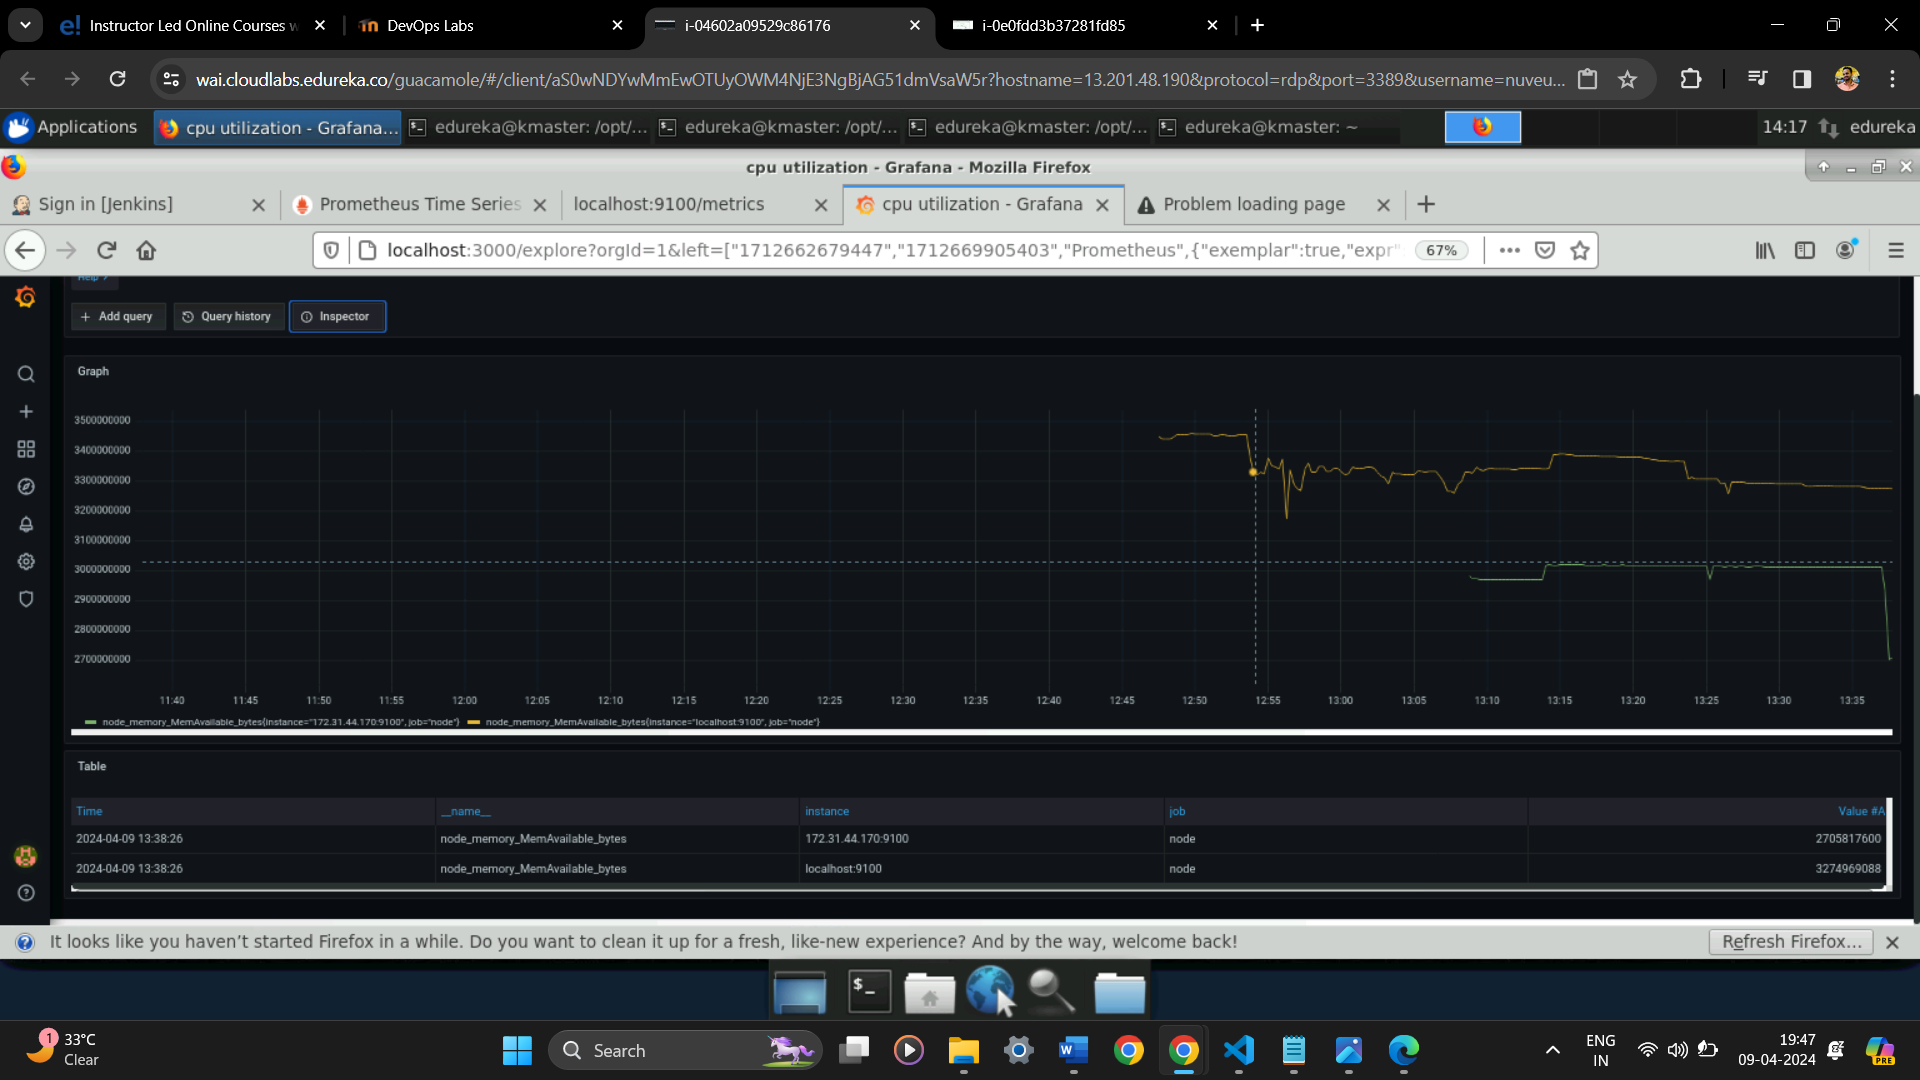 Instructor Led Online Courses w
DevOps Labs
i-04602a09529c86176
i-0e0fdd3b37281fd85
wai.cloudlabs.edureka.co/guacamole/#/client/aS0wNDYwMmEwOTUyOWM4NjE3NgBjAG51dmVsaW5r?hostname=13.201.48.190&protocol=rdp&port=3389&username=nuveu...
Applications
cpu utilization - Grafana...
edureka@kmaster: /opt/...
edureka@kmaster: /opt/...
edureka@kmaster: /opt/...
edureka@kmaster: ~
14:17
edureka
cpu utilization - Grafana - Mozilla Firefox
Sign in [Jenkins]
Prometheus Time Series
localhost:9100/metrics
cpu utilization - Grafana
Problem loading page
localhost:3000/explore?orgId=1&left=["1712662679447","1712669905403","Prometheus",{"exemplar":true,"expr":
67%
Help >
+ Add query
Query history
Inspector
Graph
3500000000
3400000000
3300000000
3200000000
3100000000
3000000000
2900000000
2800000000
2700000000
11:40 11:45 11:50 11:55 12:00 12:05 12:10 12:15 12:20 12:25 12:30 12:35 12:40 12:45 12:50 12:55 13:00 13:05 13:10 13:15 13:20 13:25 13:30 13:35
node_memory_MemAvailable_bytes{instance="172.31.44.170:9100", job="node"} node_memory_MemAvailable_bytes{instance="localhost:9100", job="node"}
Table
Time __name__ instance job Value #A
2024-04-09 13:38:26 node_memory_MemAvailable_bytes 172.31.44.170:9100 node 2705817600
2024-04-09 13:38:26 node_memory_MemAvailable_bytes localhost:9100 node 3274969088
It looks like you haven't started Firefox in a while. Do you want to clean it up for a fresh, like-new experience? And by the way, welcome back!
Refresh Firefox...
1
33°C
Clear
Search
ENG
IN
19:47
09-04-2024
PRE